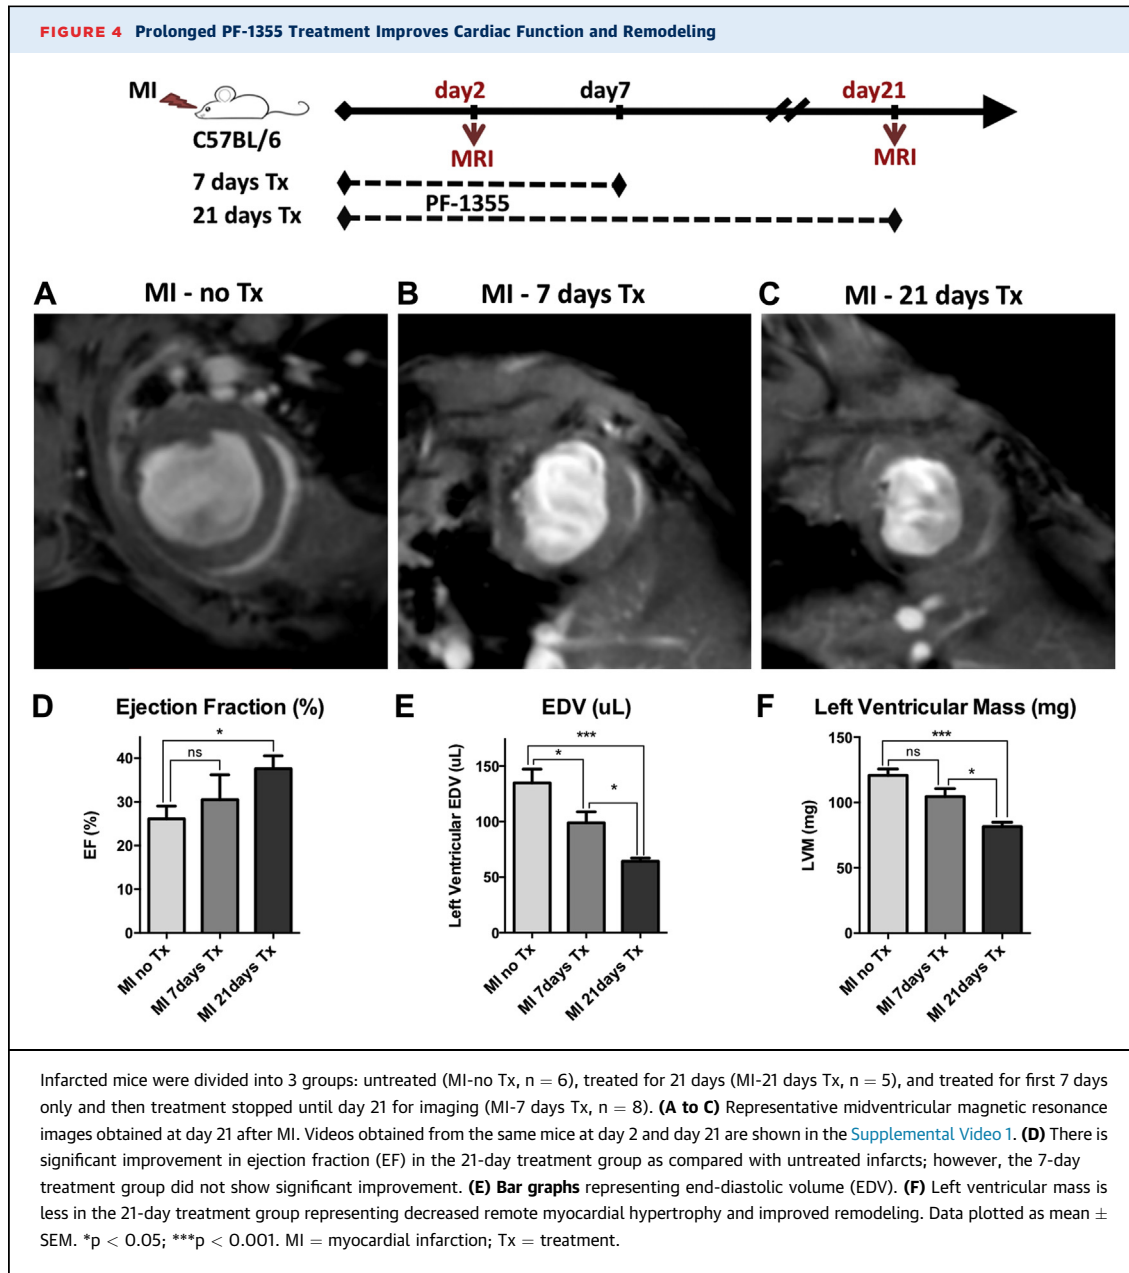 FIGURE 4 Prolonged PF-1355 Treatment Improves Cardiac Function and Remodeling
MI
C57BL/6
day2
day7
day21
MRI
MRI
7 days Tx
PF-1355
21 days Tx
A MI - no Tx
B MI - 7 days Tx
C MI - 21 days Tx
D Ejection Fraction (%)
EF (%)
40
30
20
10
0
*
ns
MI no Tx
MI 7days Tx
MI 21days Tx
E EDV (uL)
Left Ventricular EDV (uL)
150
100
50
0
***
*
*
MI no Tx
MI 7days Tx
MI 21days Tx
F Left Ventricular Mass (mg)
LVM (mg)
150
100
50
0
***
ns
*
MI no Tx
MI 7days Tx
MI 21days Tx
Infarcted mice were divided into 3 groups: untreated (MI-no Tx, n = 6), treated for 21 days (MI-21 days Tx, n = 5), and treated for first 7 days
only and then treatment stopped until day 21 for imaging (MI-7 days Tx, n = 8). (A to C) Representative midventricular magnetic resonance
images obtained at day 21 after MI. Videos obtained from the same mice at day 2 and day 21 are shown in the Supplemental Video 1. (D) There is
significant improvement in ejection fraction (EF) in the 21-day treatment group as compared with untreated infarcts; however, the 7-day
treatment group did not show significant improvement. (E) Bar graphs representing end-diastolic volume (EDV). (F) Left ventricular mass is
less in the 21-day treatment group representing decreased remote myocardial hypertrophy and improved remodeling. Data plotted as mean ±
SEM. *p < 0.05; ***p < 0.001. MI = myocardial infarction; Tx = treatment.